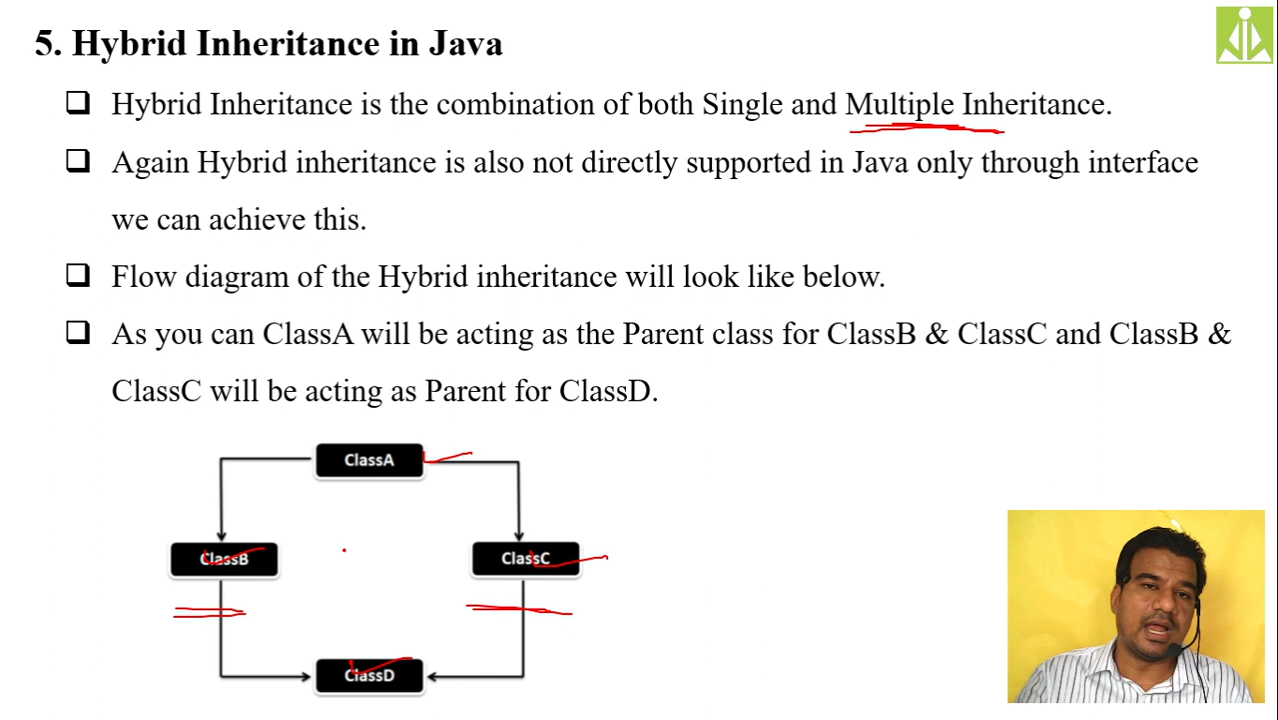 5. Hybrid Inheritance in Java
Hybrid Inheritance is the combination of both Single and Multiple Inheritance.
Again Hybrid inheritance is also not directly supported in Java only through interface
we can achieve this.
Flow diagram of the Hybrid inheritance will look like below.
As you can ClassA will be acting as the Parent class for ClassB & ClassC and ClassB &
ClassC will be acting as Parent for ClassD.
ClassA
ClassB
ClassC
ClassD